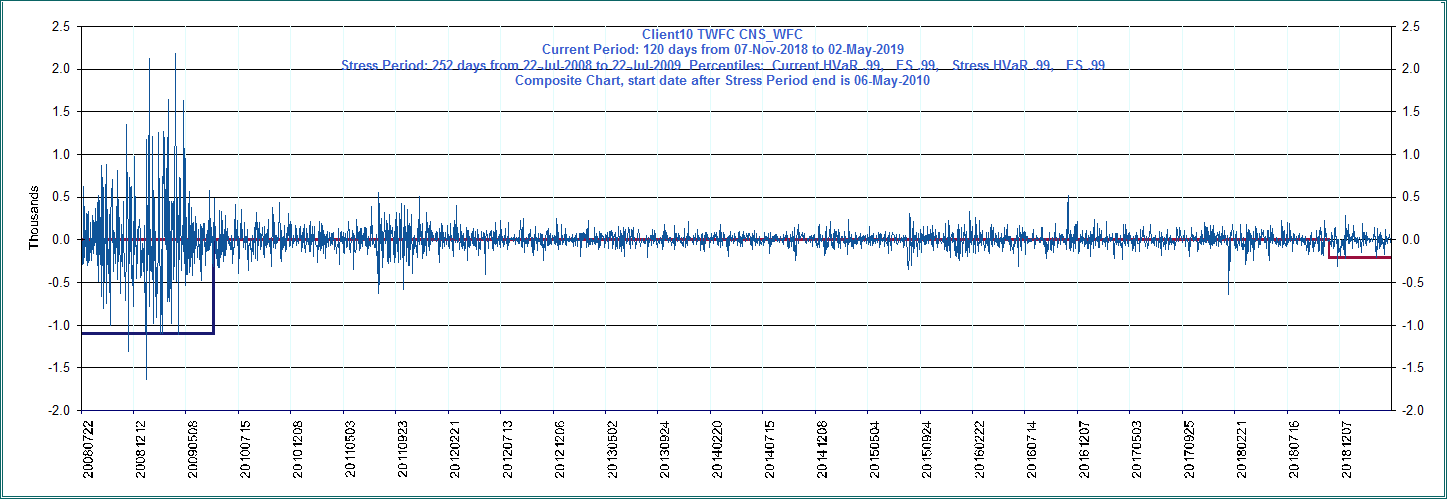 Client10 TWFC CNS_WFC
Current Period: 120 days from 07-Nov-2018 to 02-May-2019
Stress Period: 252 days from 22-Jul-2008 to 22-Jul-2009  Percentiles:  Current HVaR .99,   ES .99,    Stress HVaR .99,    ES .99
Composite Chart, start date after Stress Period end is 06-May-2010
2.5 2.5
2.0 2.0
1.5 1.5
1.0 1.0
0.5 0.5
0.0 0.0
-0.5 -0.5
-1.0 -1.0
-1.5 -1.5
-2.0 -2.0
Thousands
20080722 20081212 20090508 20100715 20101208 20110503 20110923 20120221 20120713 20121206 20130502 20130924 20140220 20140715 20141208 20150504 20150924 20160222 20160714 20161207 20170503 20170925 20180221 20180716 20181207